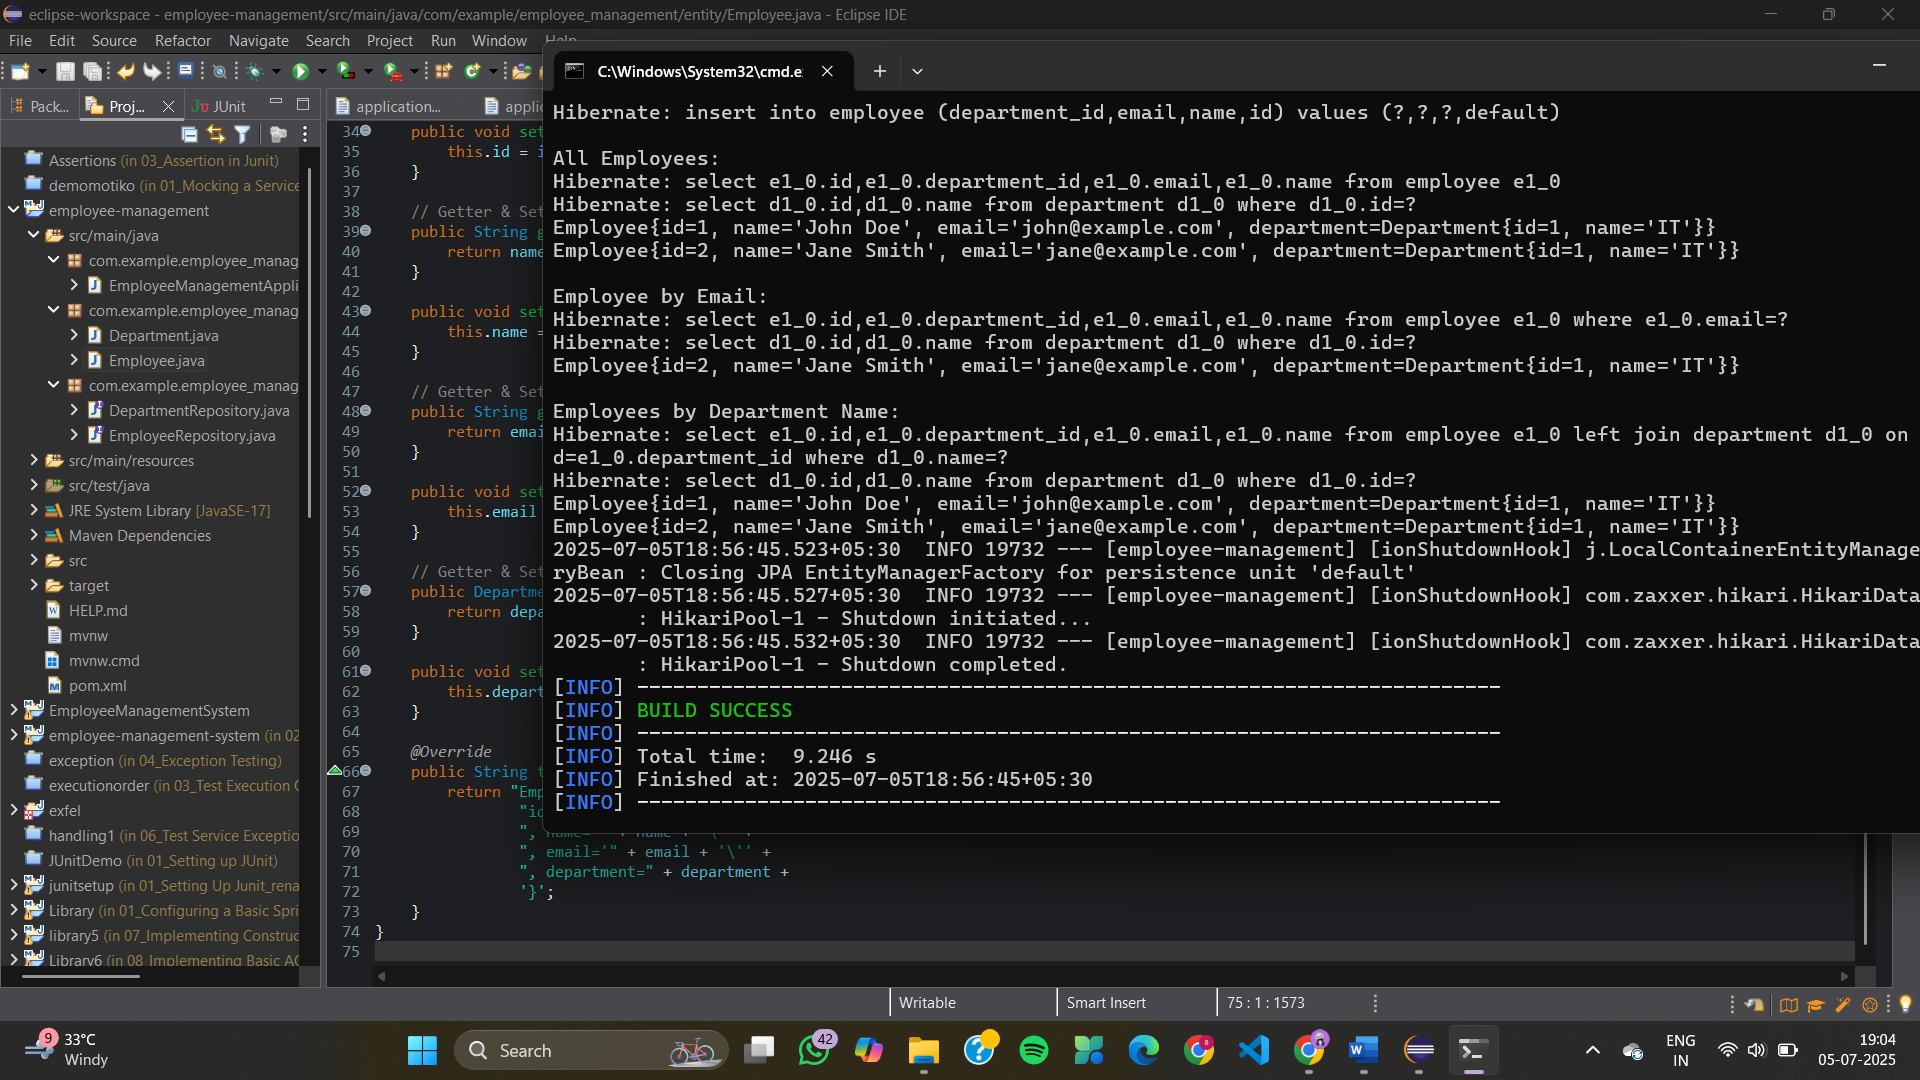 eclipse-workspace - employee-management/src/main/java/com/example/employee_management/entity/Employee.java - Eclipse IDE
File Edit Source Refactor Navigate Search Project Run Window Help
Pack... Proj... JUnit
Assertions (in 03_Assertion in Junit)
demomotiko (in 01_Mocking a Service
employee-management
src/main/java
com.example.employee_manag
EmployeeManagementAppli
com.example.employee_manag
Department.java
Employee.java
com.example.employee_manag
DepartmentRepository.java
EmployeeRepository.java
src/main/resources
src/test/java
JRE System Library [JavaSE-17]
Maven Dependencies
src
target
HELP.md
mvnw
mvnw.cmd
pom.xml
EmployeeManagementSystem
employee-management-system (in 02
exception (in 04_Exception Testing)
executionorder (in 03_Test Execution
exfel
handling1 (in 06_Test Service Exceptio
JUnitDemo (in 01_Setting up JUnit)
junitsetup (in 01_Setting Up Junit_rena
Library (in 01_Configuring a Basic Spri
library5 (in 07_Implementing Construc
Library6 (in 08_Implementing Basic AO
application... appli
34 public void set
35 this.id = i
36 }
37
38 // Getter & Set
39 public String g
40 return name
41 }
42
43 public void set
44 this.name =
45 }
46
47 // Getter & Set
48 public String g
49 return emai
50 }
51
52 public void set
53 this.email
54 }
55
56 // Getter & Set
57 public Departme
58 return depa
59 }
60
61 public void set
62 this.depart
63 }
64
65 @Override
66 public String t
67 return "Emp
68 "id
69 ", name='" + name + '\'' +
70 ", email='" + email + '\'' +
71 ", department=" + department +
72 '}';
73 }
74 }
75
C:\Windows\System32\cmd.e
Hibernate: insert into employee (department_id,email,name,id) values (?,?,?,default)
All Employees:
Hibernate: select e1_0.id,e1_0.department_id,e1_0.email,e1_0.name from employee e1_0
Hibernate: select d1_0.id,d1_0.name from department d1_0 where d1_0.id=?
Employee{id=1, name='John Doe', email='john@example.com', department=Department{id=1, name='IT'}}
Employee{id=2, name='Jane Smith', email='jane@example.com', department=Department{id=1, name='IT'}}
Employee by Email:
Hibernate: select e1_0.id,e1_0.department_id,e1_0.email,e1_0.name from employee e1_0 where e1_0.email=?
Hibernate: select d1_0.id,d1_0.name from department d1_0 where d1_0.id=?
Employee{id=2, name='Jane Smith', email='jane@example.com', department=Department{id=1, name='IT'}}
Employees by Department Name:
Hibernate: select e1_0.id,e1_0.department_id,e1_0.email,e1_0.name from employee e1_0 left join department d1_0 on
d=e1_0.department_id where d1_0.name=?
Hibernate: select d1_0.id,d1_0.name from department d1_0 where d1_0.id=?
Employee{id=1, name='John Doe', email='john@example.com', department=Department{id=1, name='IT'}}
Employee{id=2, name='Jane Smith', email='jane@example.com', department=Department{id=1, name='IT'}}
2025-07-05T18:56:45.523+05:30 INFO 19732 --- [employee-management] [ionShutdownHook] j.LocalContainerEntityManage
ryBean : Closing JPA EntityManagerFactory for persistence unit 'default'
2025-07-05T18:56:45.527+05:30 INFO 19732 --- [employee-management] [ionShutdownHook] com.zaxxer.hikari.HikariData
: HikariPool-1 - Shutdown initiated...
2025-07-05T18:56:45.532+05:30 INFO 19732 --- [employee-management] [ionShutdownHook] com.zaxxer.hikari.HikariData
: HikariPool-1 - Shutdown completed.
[INFO] ------------------------------------------------------------------------
[INFO] BUILD SUCCESS
[INFO] ------------------------------------------------------------------------
[INFO] Total time: 9.246 s
[INFO] Finished at: 2025-07-05T18:56:45+05:30
[INFO] ------------------------------------------------------------------------
Writable Smart Insert 75 : 1 : 1573
9 33°C
Windy
Search
42
ENG
IN
19:04
05-07-2025